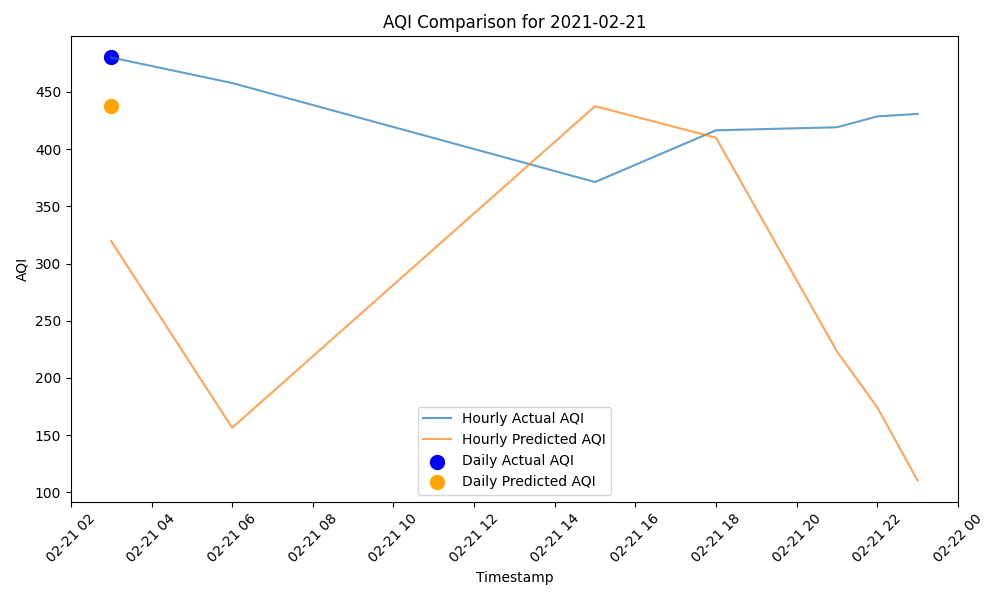 AQI Comparison for 2021-02-21
AQI
450
400
350
300
250
200
150
100
Hourly Actual AQI
Hourly Predicted AQI
Daily Actual AQI
Daily Predicted AQI
02-21 02
02-21 04
02-21 06
02-21 08
02-21 10
02-21 12
02-21 14
02-21 16
02-21 18
02-21 20
02-21 22
02-22 00
Timestamp